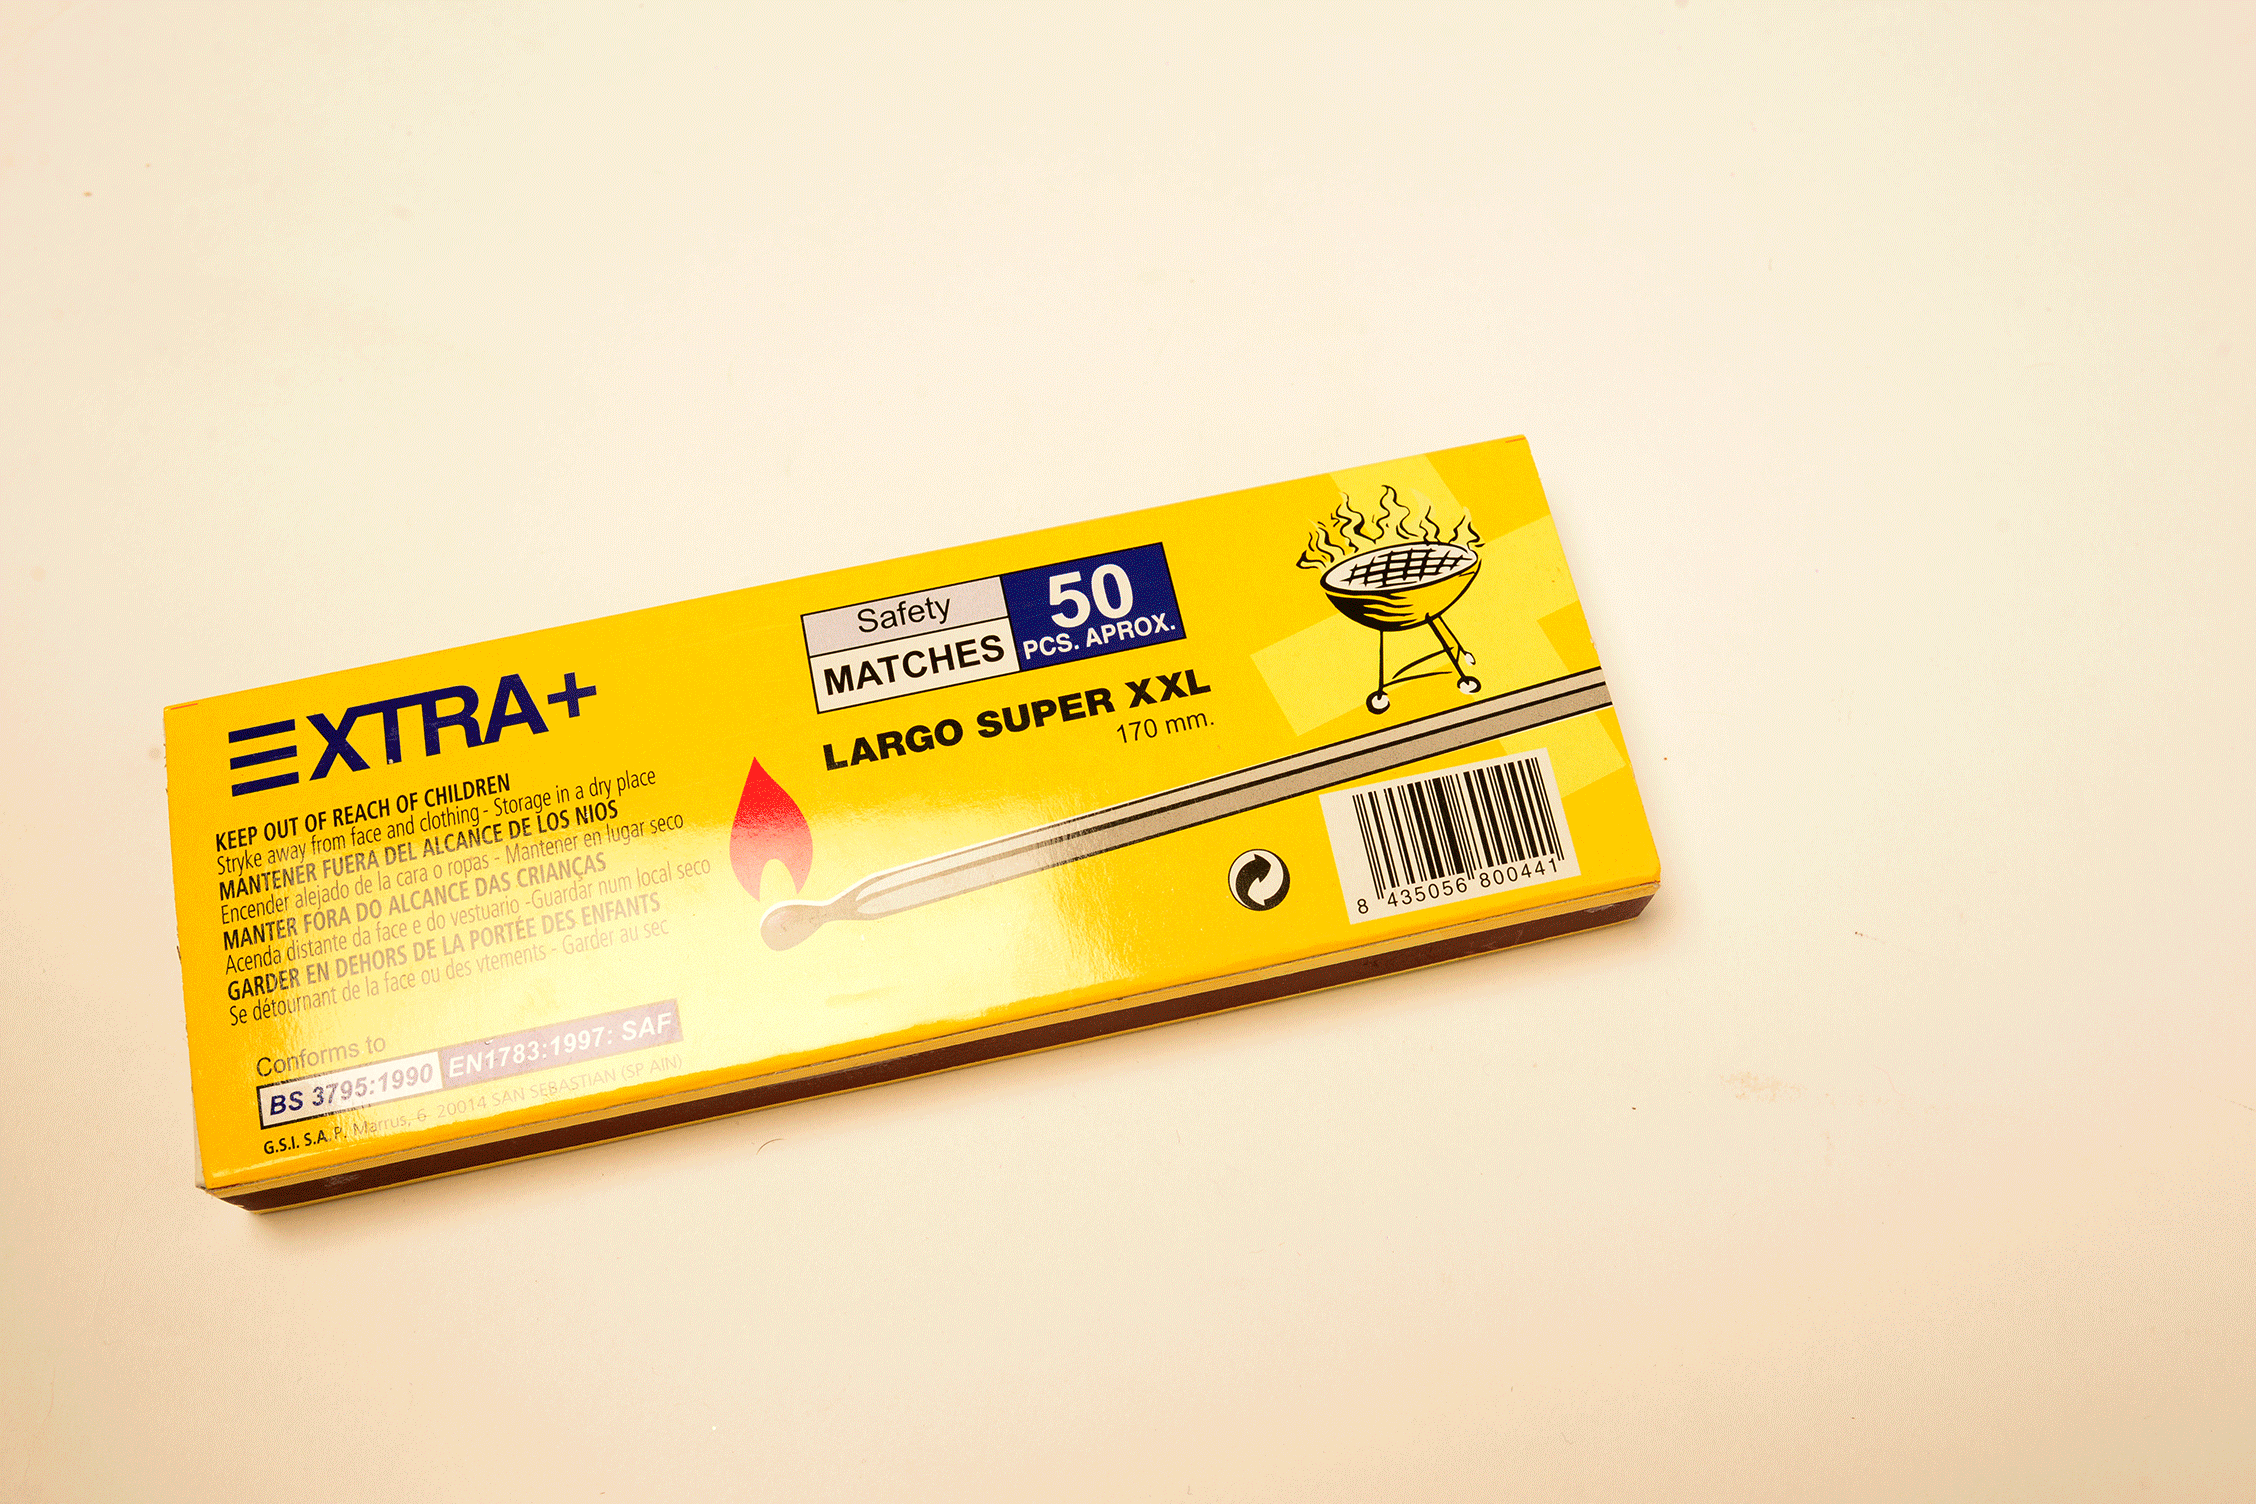 EXTRA+
KEEP OUT OF REACH OF CHILDREN
Stryke away from face and clothing - Storage in a dry place
MANTENER FUERA DEL ALCANCE DE LOS NIOS
Encender alejado de la cara o ropas - Mantener en lugar seco
MANTER FORA DO ALCANCE DAS CRIANÇAS
Acenda distante da face e do vestuario -Guardar num local seco
GARDER EN DEHORS DE LA PORTÉE DES ENFANTS
Se détournant de la face ou des vtements - Garder au sec
Conforms to
BS 3795:1990 EN1783:1997: SAF
G.S.I. S.A. P. Marrus, 6 20014 SAN SEBASTIAN (SP AIN)
Safety
MATCHES
50
PCS. APROX.
LARGO SUPER XXL
170 mm.
8 435056 800441